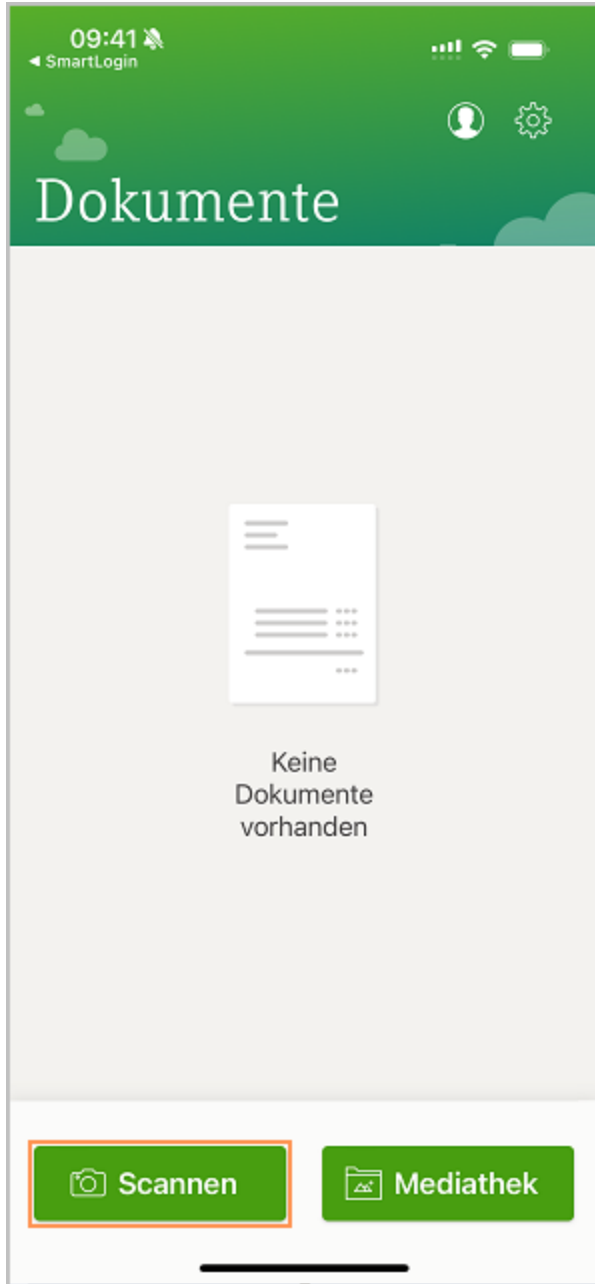 09:41
◀ SmartLogin
Dokumente
Keine
Dokumente
vorhanden
Scannen
Mediathek